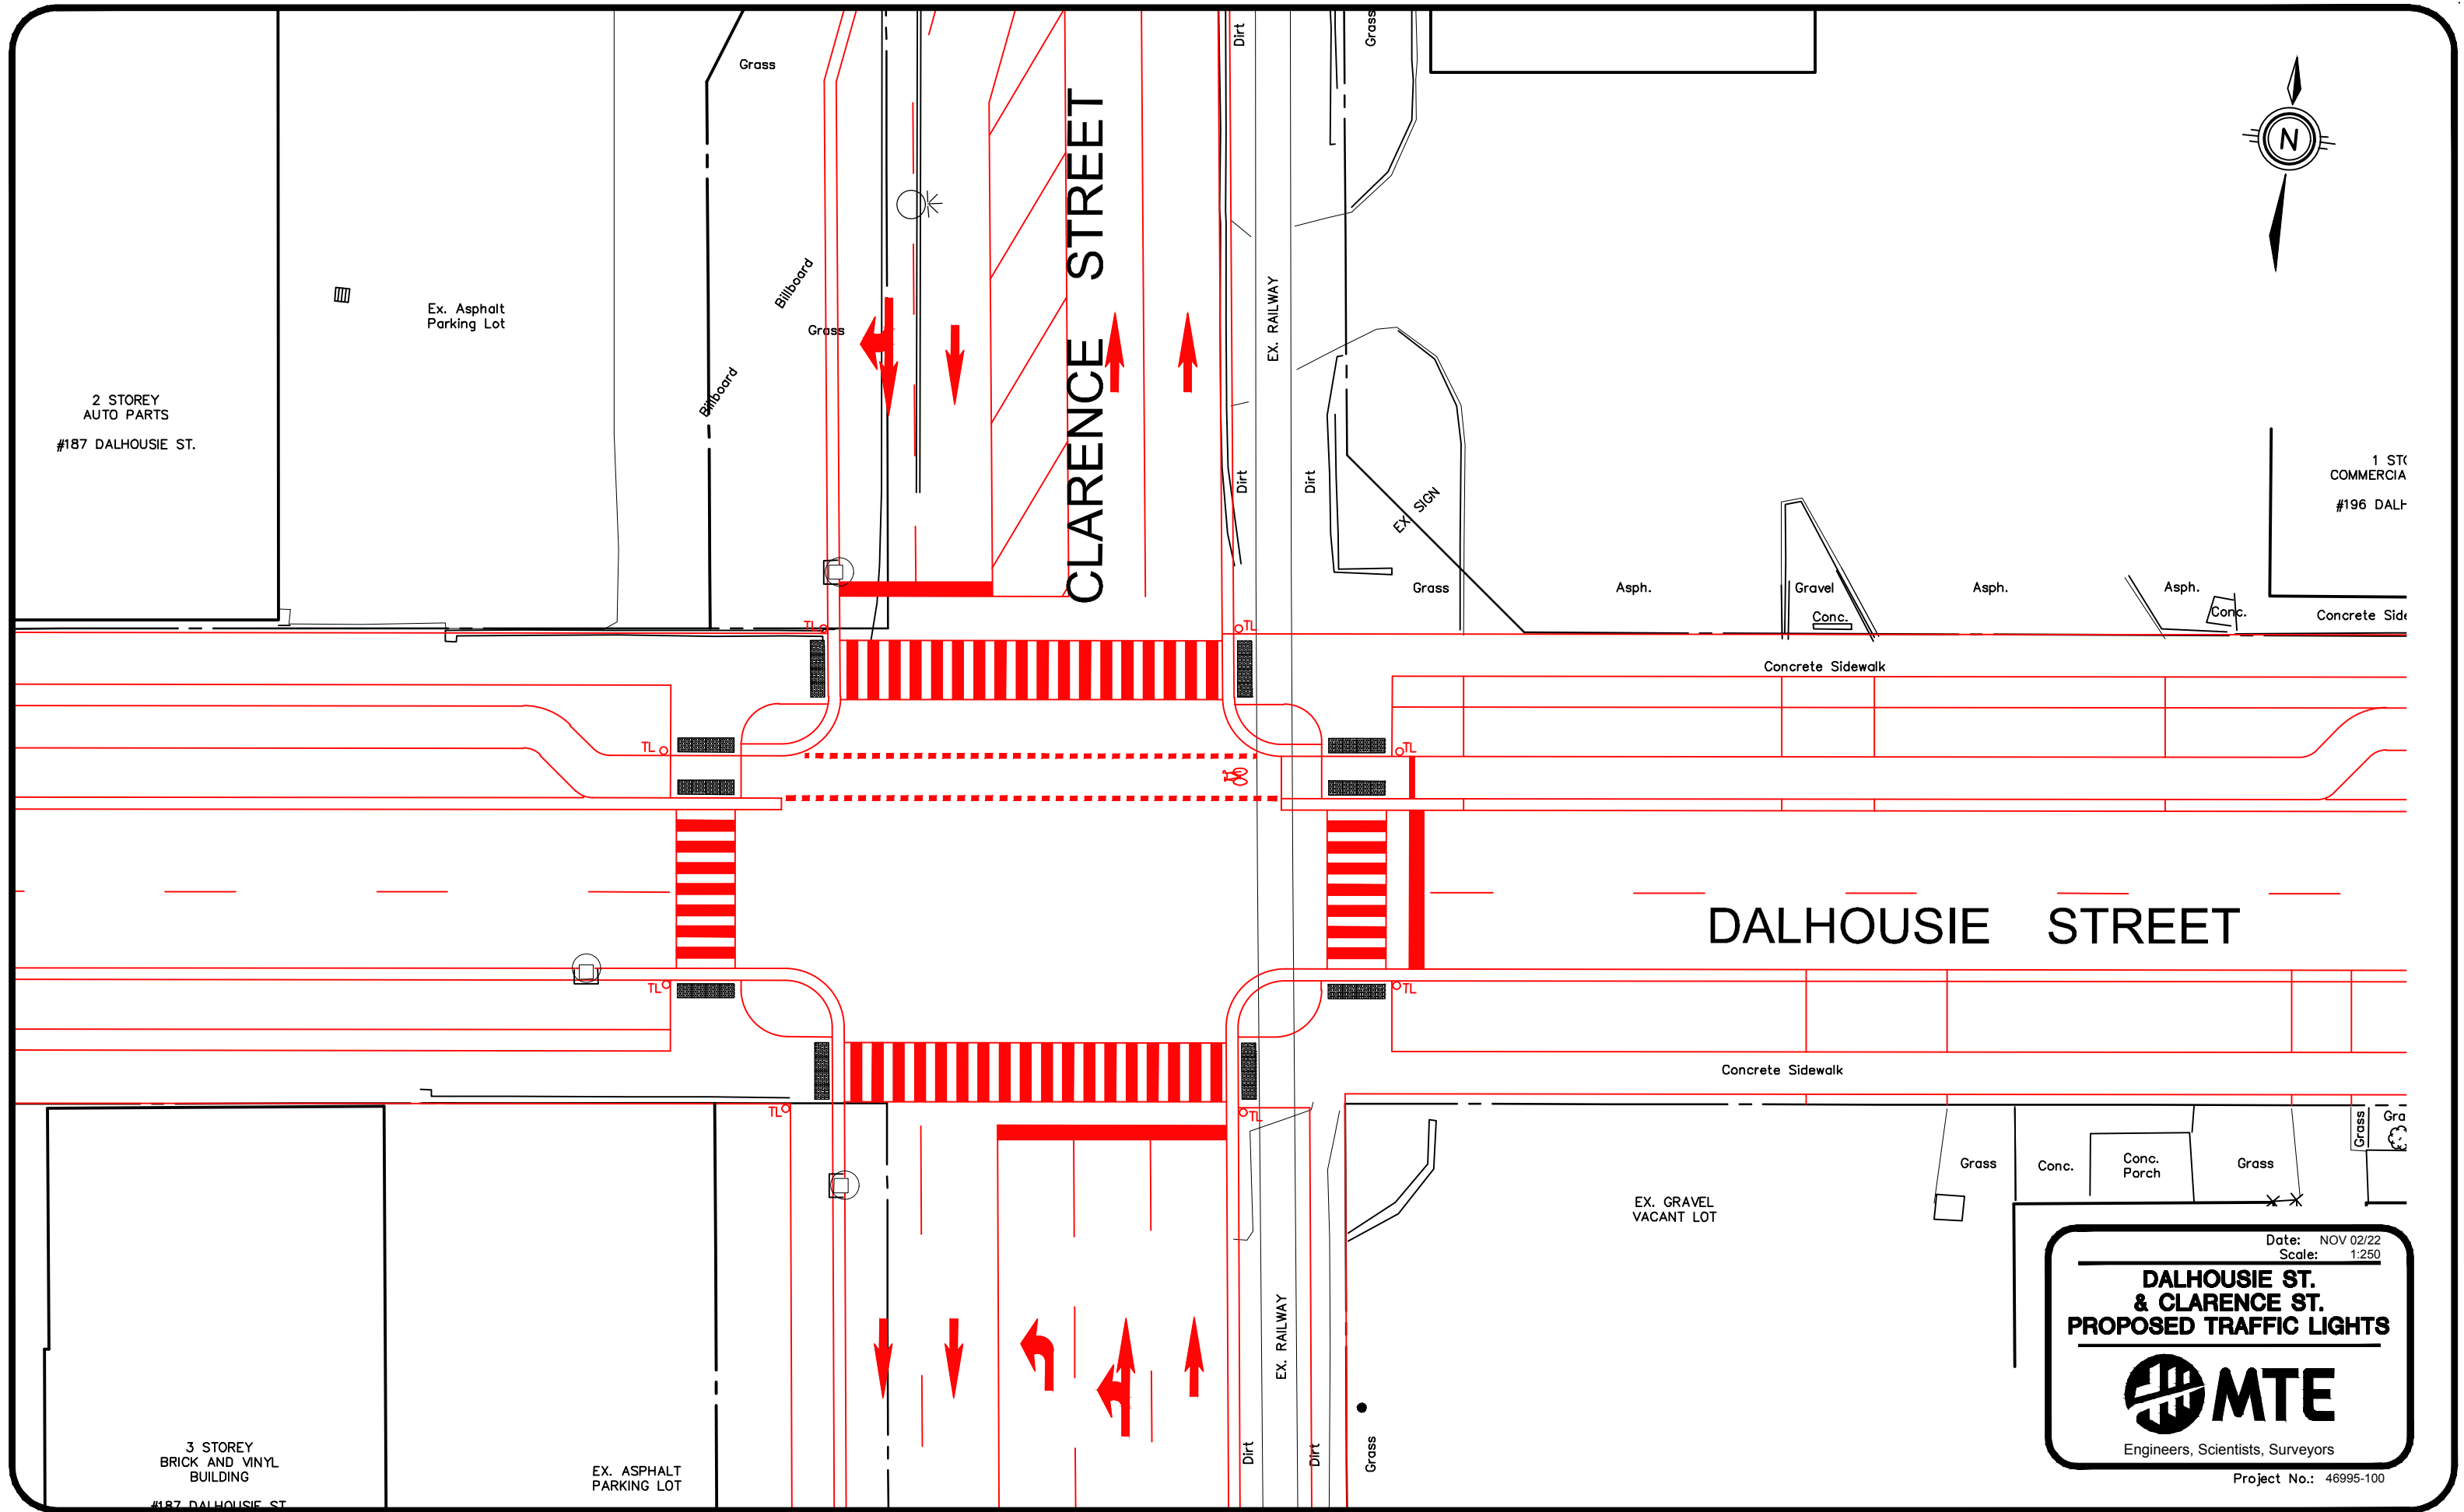 Grass
Dirt
Grass
N
CLARENCE STREET
Billboard
Grass
Billboard
Ex. Asphalt
Parking Lot
EX. RAILWAY
2 STOREY
AUTO PARTS
#187 DALHOUSIE ST.
Dirt
Dirt
EX. SIGN
1 STO
COMMERCIA
#196 DALH
Grass
Asph.
Gravel
Conc.
Asph.
Asph.
Conc.
Concrete Side
TL
TL
Concrete Sidewalk
TL
TL
DALHOUSIE STREET
TL
TL
Concrete Sidewalk
TL
TL
Grass
Gra
Grass
Conc.
Conc.
Porch
Grass
EX. GRAVEL
VACANT LOT
EX. RAILWAY
Dirt
Dirt
Grass
3 STOREY
BRICK AND VINYL
BUILDING
#187 DALHOUSIE ST
EX. ASPHALT
PARKING LOT
Date: NOV 02/22
Scale: 1:250
DALHOUSIE ST.
& CLARENCE ST.
PROPOSED TRAFFIC LIGHTS
MTE
Engineers, Scientists, Surveyors
Project No.: 46995-100